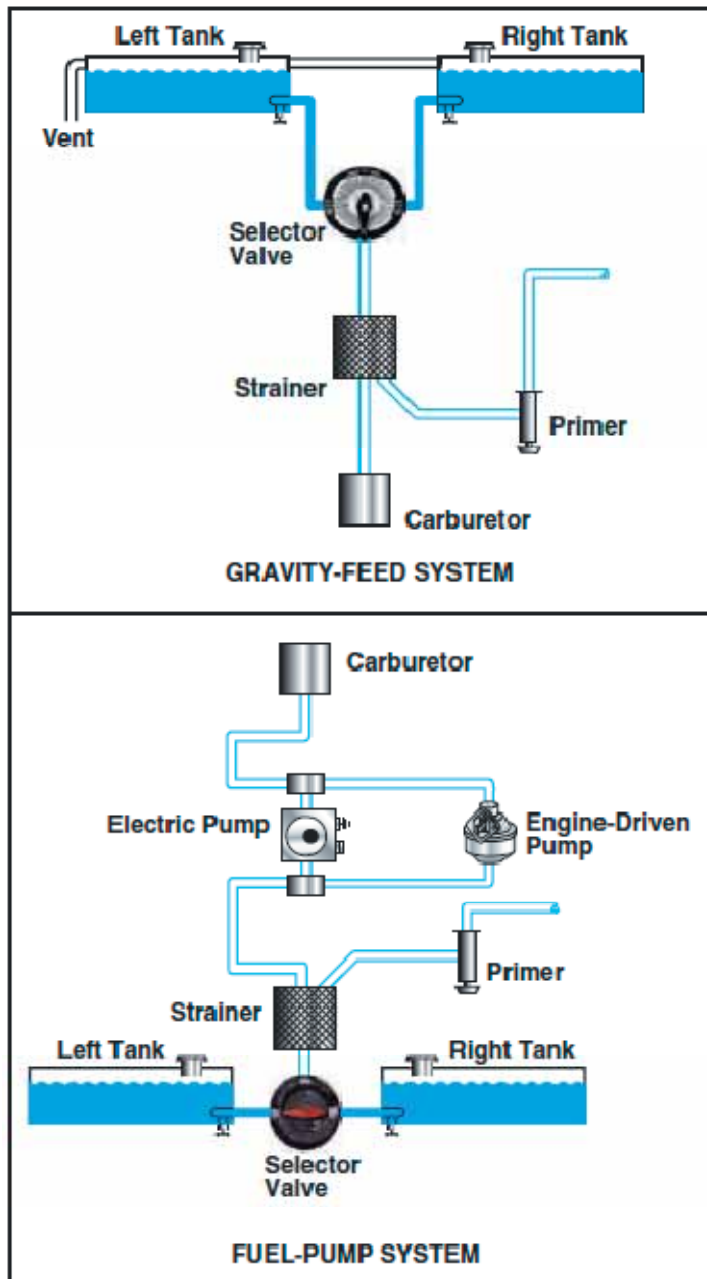 Left Tank
Right Tank
Vent
Selector
Valve
Strainer
Primer
Carburetor
GRAVITY-FEED SYSTEM
Carburetor
Electric Pump
Engine-Driven
Pump
Primer
Strainer
Left Tank
Right Tank
Selector
Valve
FUEL-PUMP SYSTEM